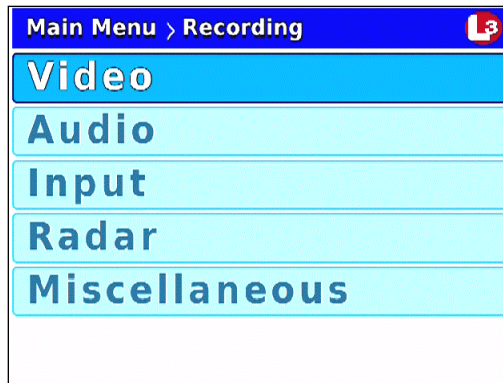 Main Menu > Recording L3
Video
Audio
Input
Radar
Miscellaneous